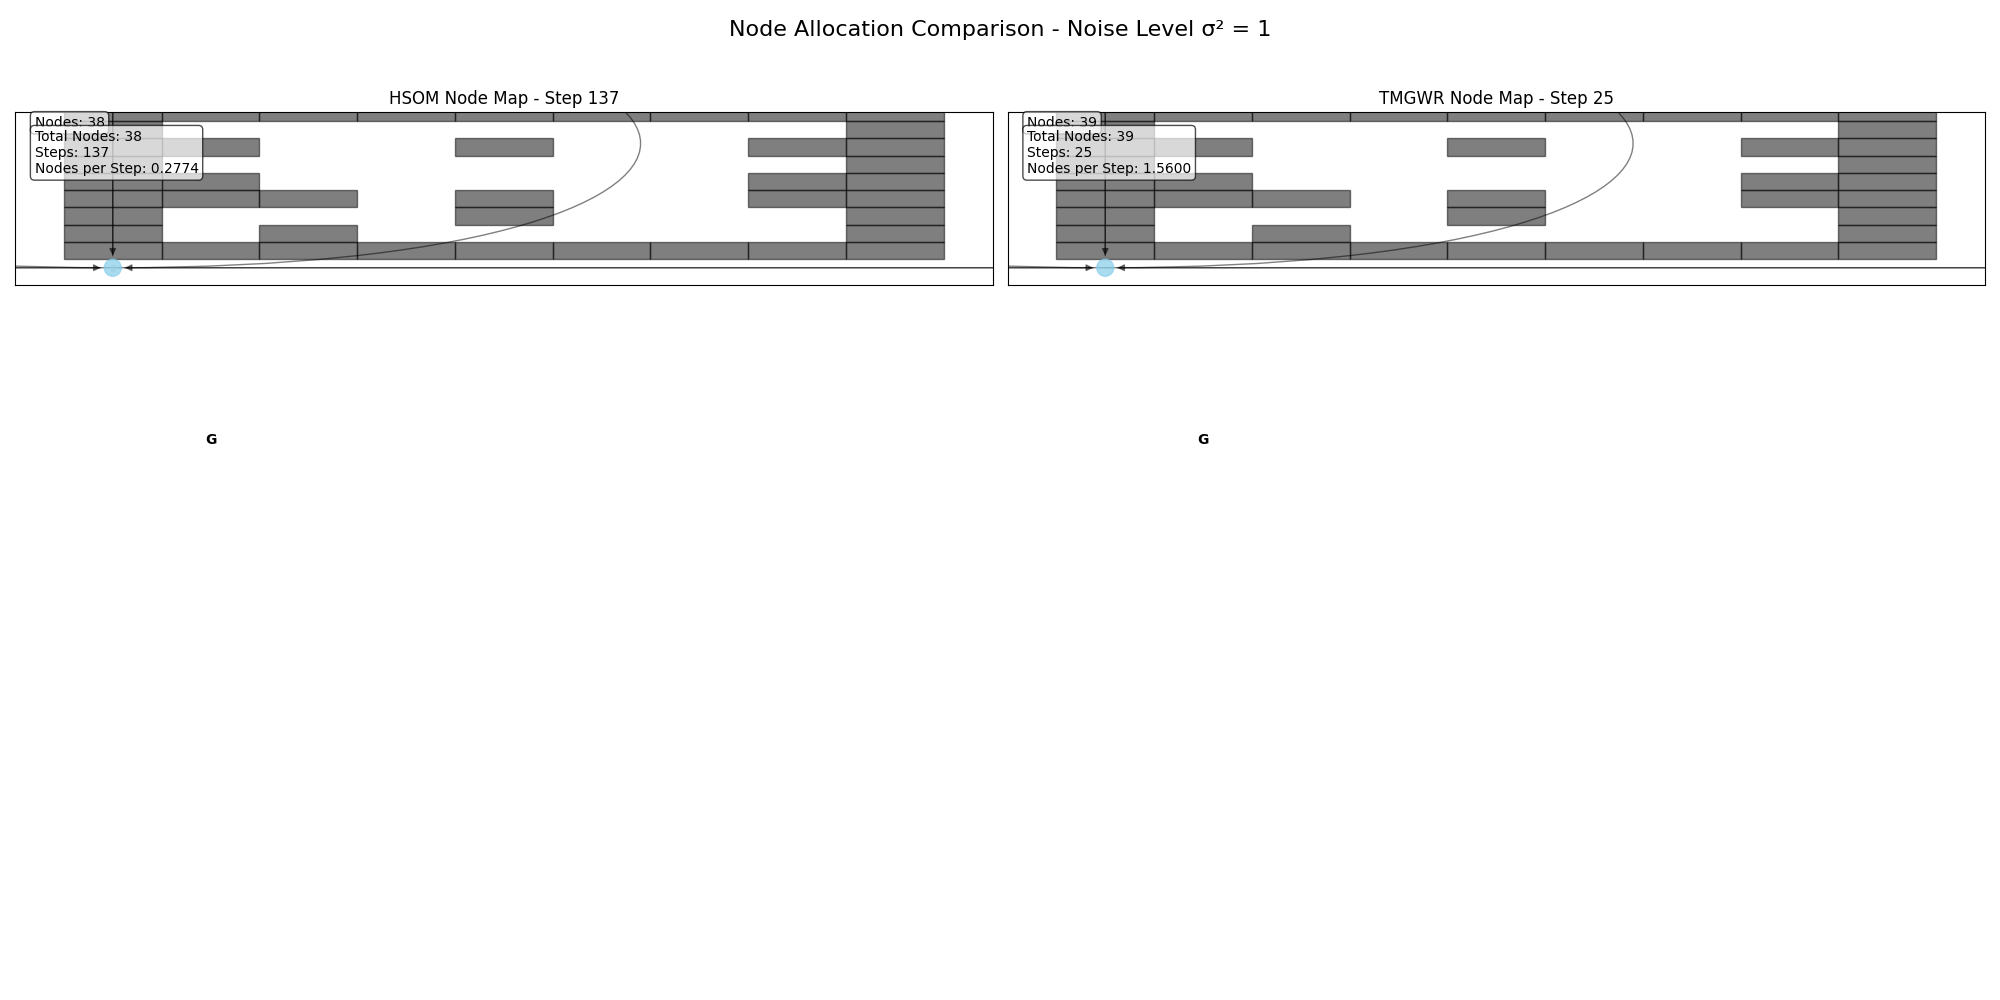 Node Allocation Comparison - Noise Level σ² = 1
HSOM Node Map - Step 137
Nodes: 38
Total Nodes: 38
Steps: 137
Nodes per Step: 0.2774
G
TMGWR Node Map - Step 25
Nodes: 39
Total Nodes: 39
Steps: 25
Nodes per Step: 1.5600
G